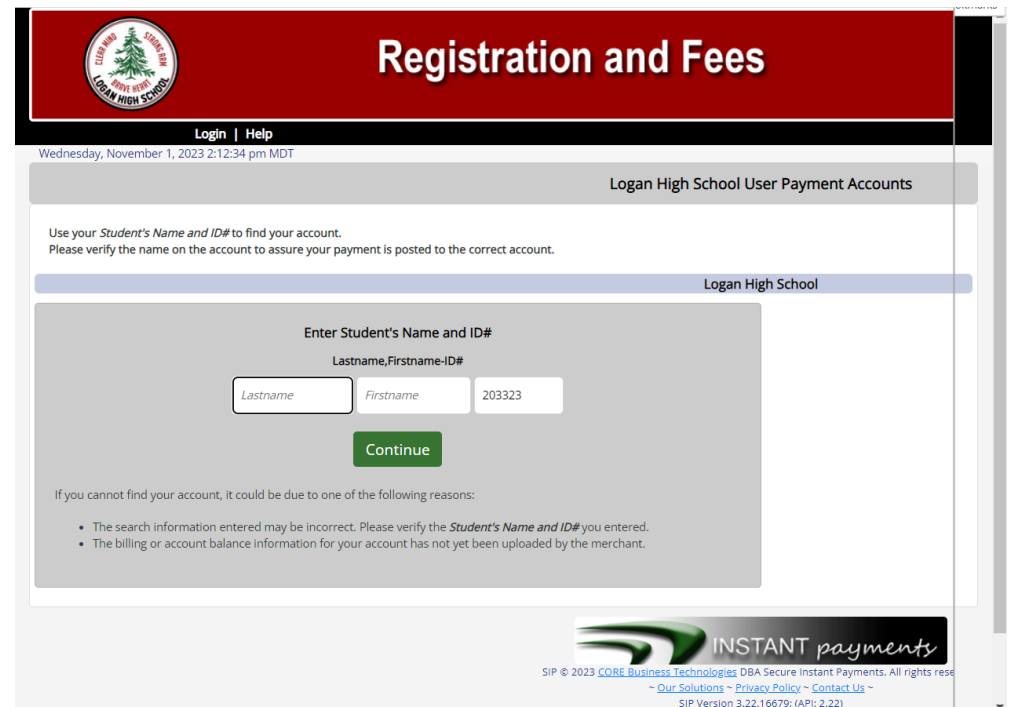 CLEAR MIND
STRONG ARM
BRAVE HEART
LOGAN HIGH SCHOOL
Registration and Fees
Login | Help
Wednesday, November 1, 2023 2:12:34 pm MDT
Logan High School User Payment Accounts
Use your Student's Name and ID# to find your account.
Please verify the name on the account to assure your payment is posted to the correct account.
Logan High School
Enter Student's Name and ID#
Lastname,Firstname-ID#
Lastname Firstname 203323
Continue
If you cannot find your account, it could be due to one of the following reasons:
• The search information entered may be incorrect. Please verify the Student's Name and ID# you entered.
• The billing or account balance information for your account has not yet been uploaded by the merchant.
INSTANT payments
SIP © 2023 CORE Business Technologies DBA Secure Instant Payments. All rights rese
~ Our Solutions ~ Privacy Policy ~ Contact Us ~
SIP Version 3.22.16679; (API: 2.22)